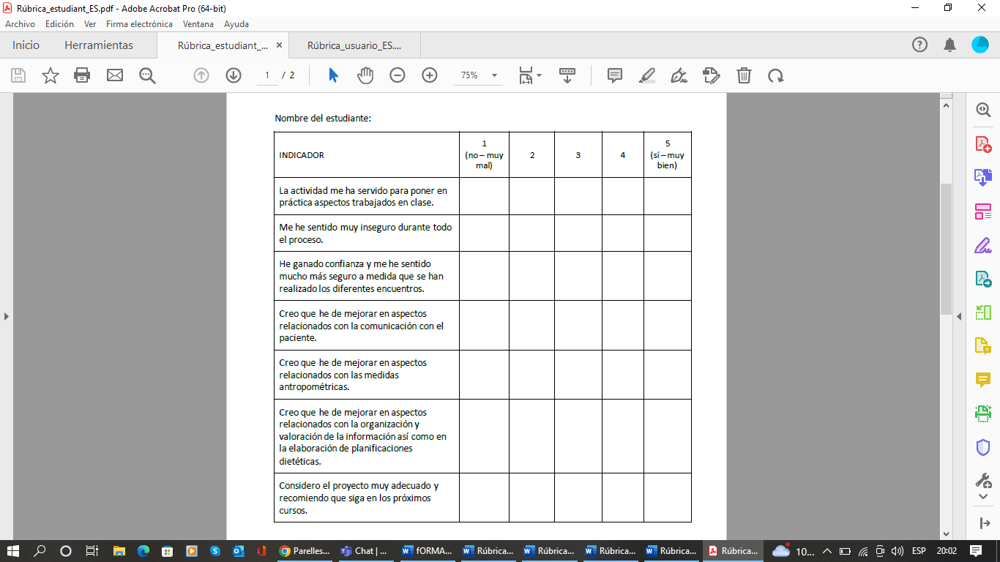 Rúbrica_estudiant_ES.pdf - Adobe Acrobat Pro (64-bit)
Archivo Edición Ver Firma electrónica Ventana Ayuda
Inicio Herramientas Rúbrica_estudiant_... × Rúbrica_usuario_ES....
1 / 2 75%
Nombre del estudiante:
INDICADOR
1
(no – muy
mal)
2
3
4
5
(sí – muy
bien)
La actividad me ha servido para poner en
práctica aspectos trabajados en clase.
Me he sentido muy inseguro durante todo
el proceso.
He ganado confianza y me he sentido
mucho más seguro a medida que se han
realizado los diferentes encuentros.
Creo que he de mejorar en aspectos
relacionados con la comunicación con el
paciente.
Creo que he de mejorar en aspectos
relacionados con las medidas
antropométricas.
Creo que he de mejorar en aspectos
relacionados con la organización y
valoración de la información así como en
la elaboración de planificaciones
dietéticas.
Considero el proyecto muy adecuado y
recomiendo que siga en los próximos
cursos.
Parelles... Chat | ... fORMA... Rúbrica... Rúbrica... Rúbrica... Rúbrica... Rúbrica... 10... ESP 20:02